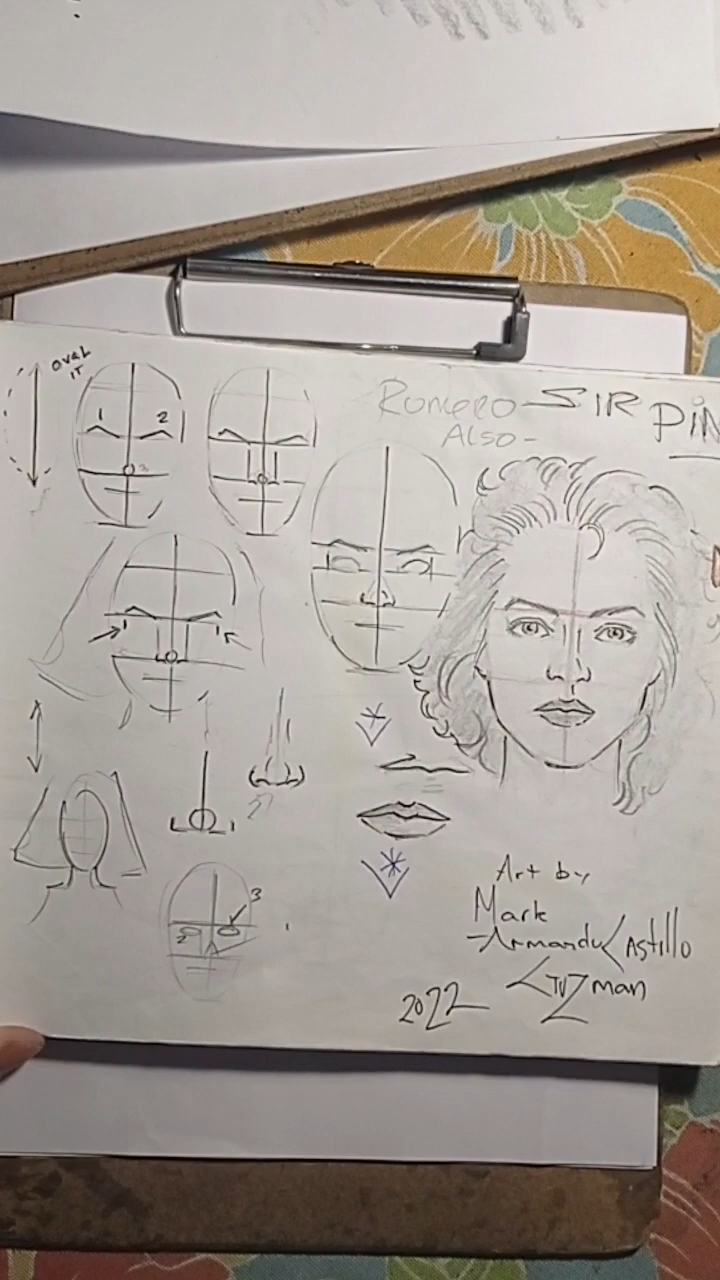 OVAL
IT
1 2
3
Romero SIR PIN
Also -
3
2
Art by
Mark
Armando Castillo
Guzman
2022